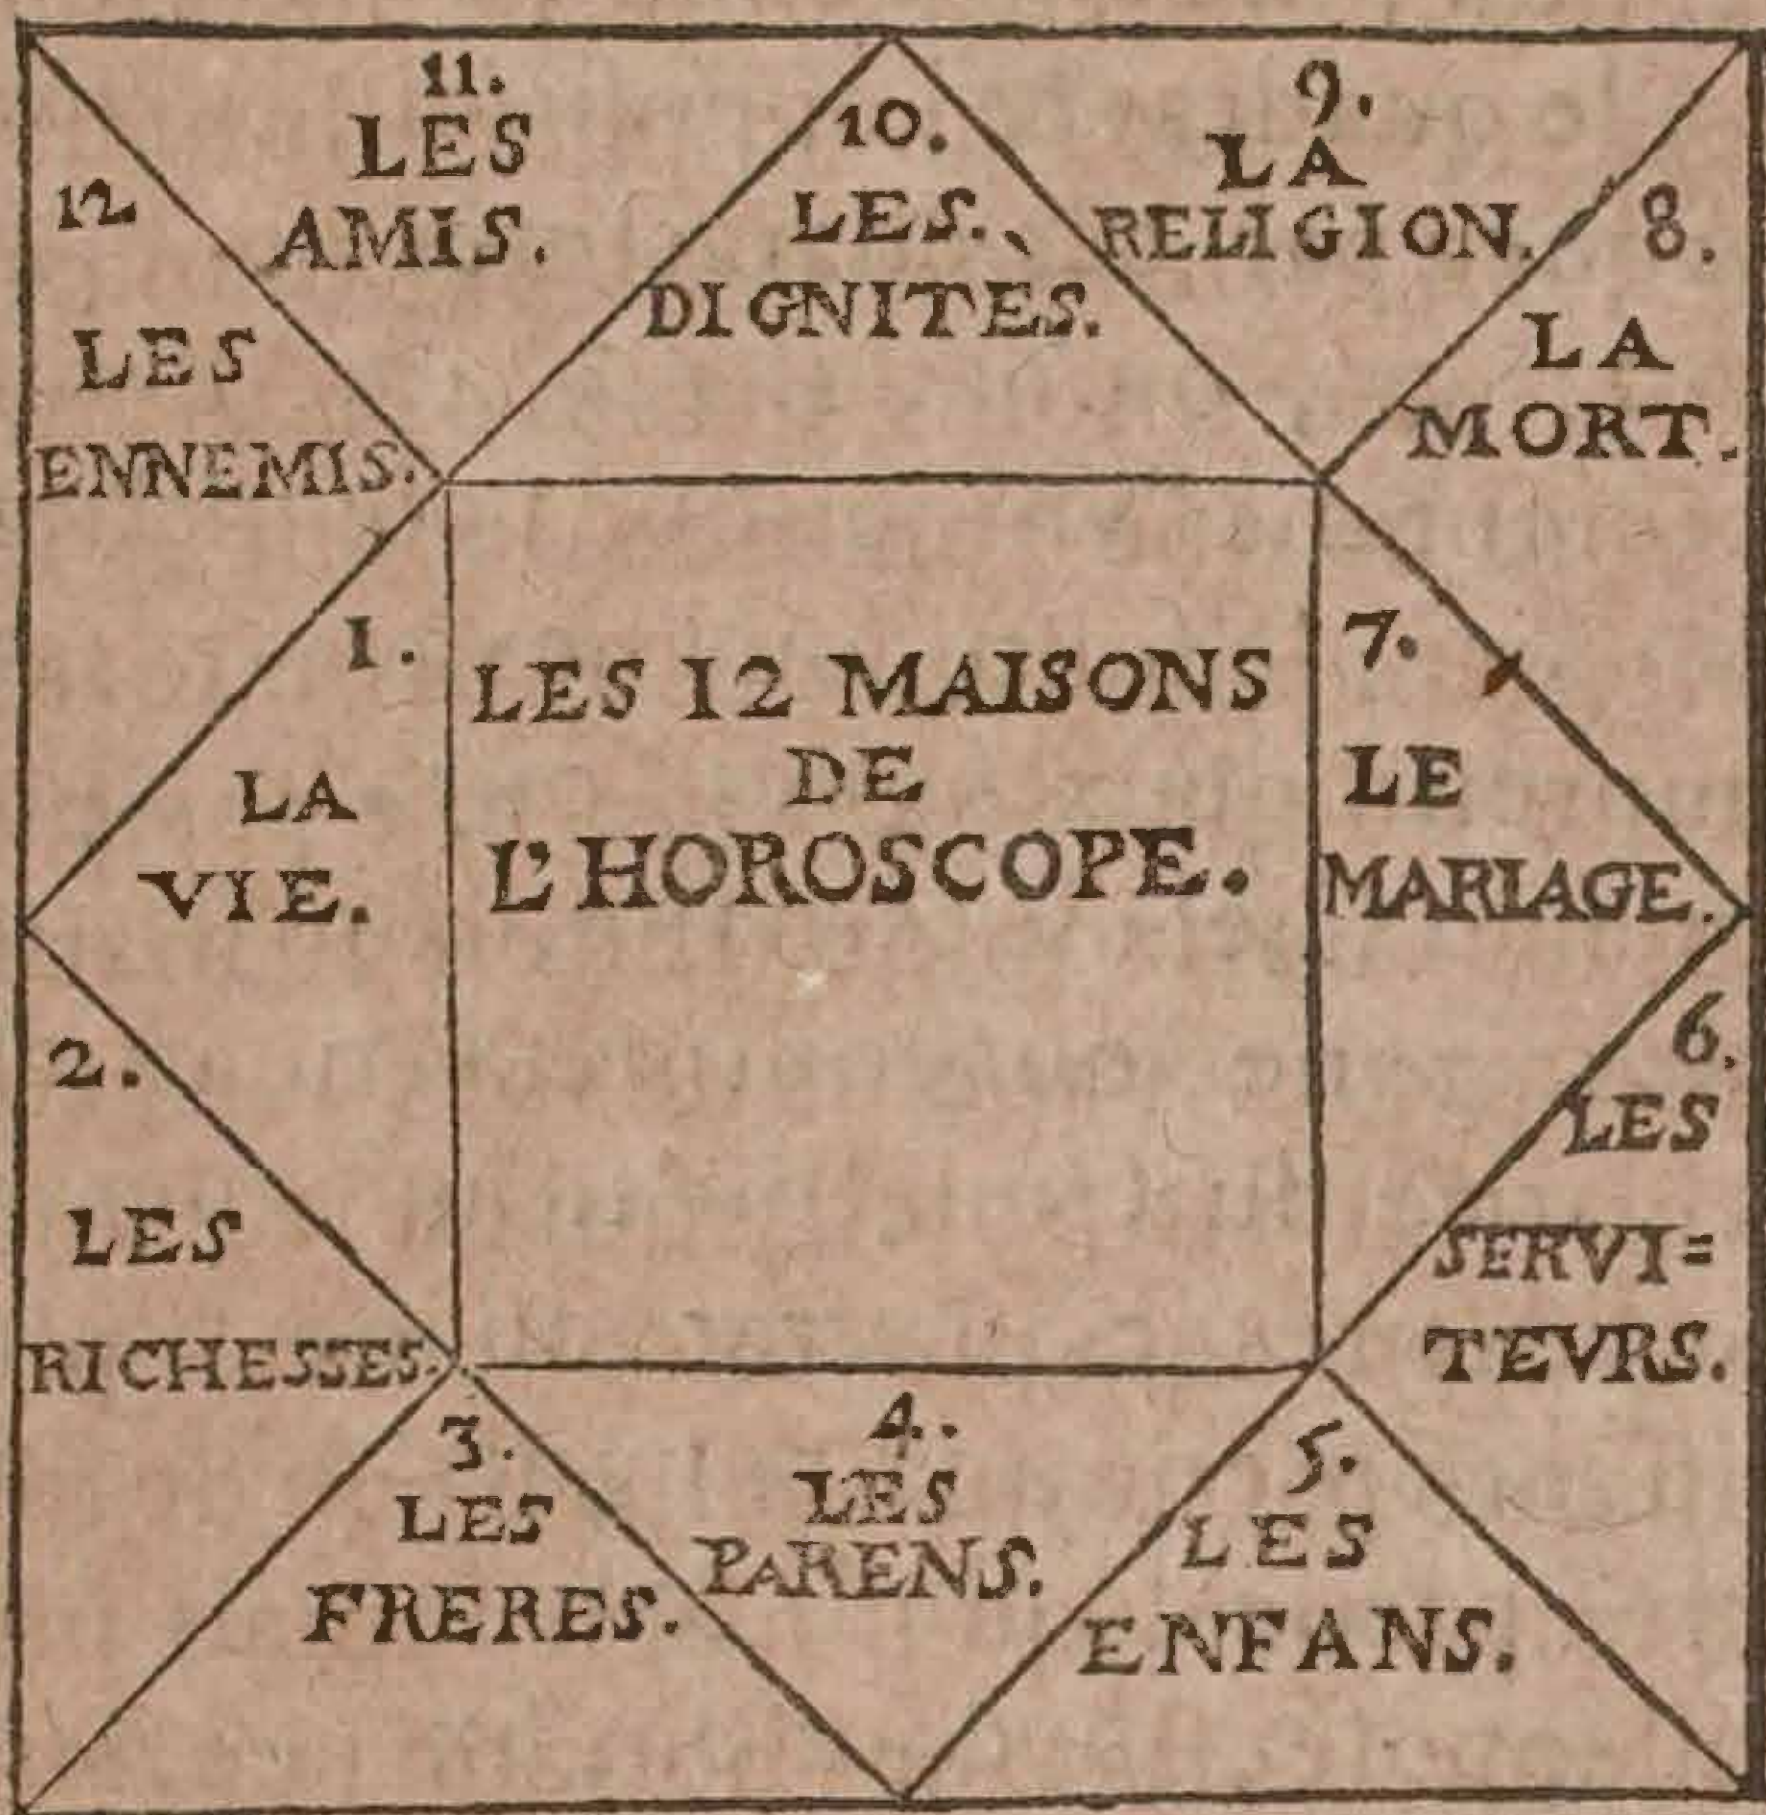 11.
LES
AMIS.
10.
LES.
DIGNITES.
9.
LA
RELIGION.
8.
LA
MORT.
12.
LES
ENNEMIS.
1.
LA
VIE.
LES 12 MAISONS
DE
L'HOROSCOPE.
7.
LE
MARIAGE.
2.
LES
RICHESSES.
6.
LES
SERVI=
TEVRS.
3.
LES
FRERES.
4.
LES
PARENS.
5.
LES
ENFANS.